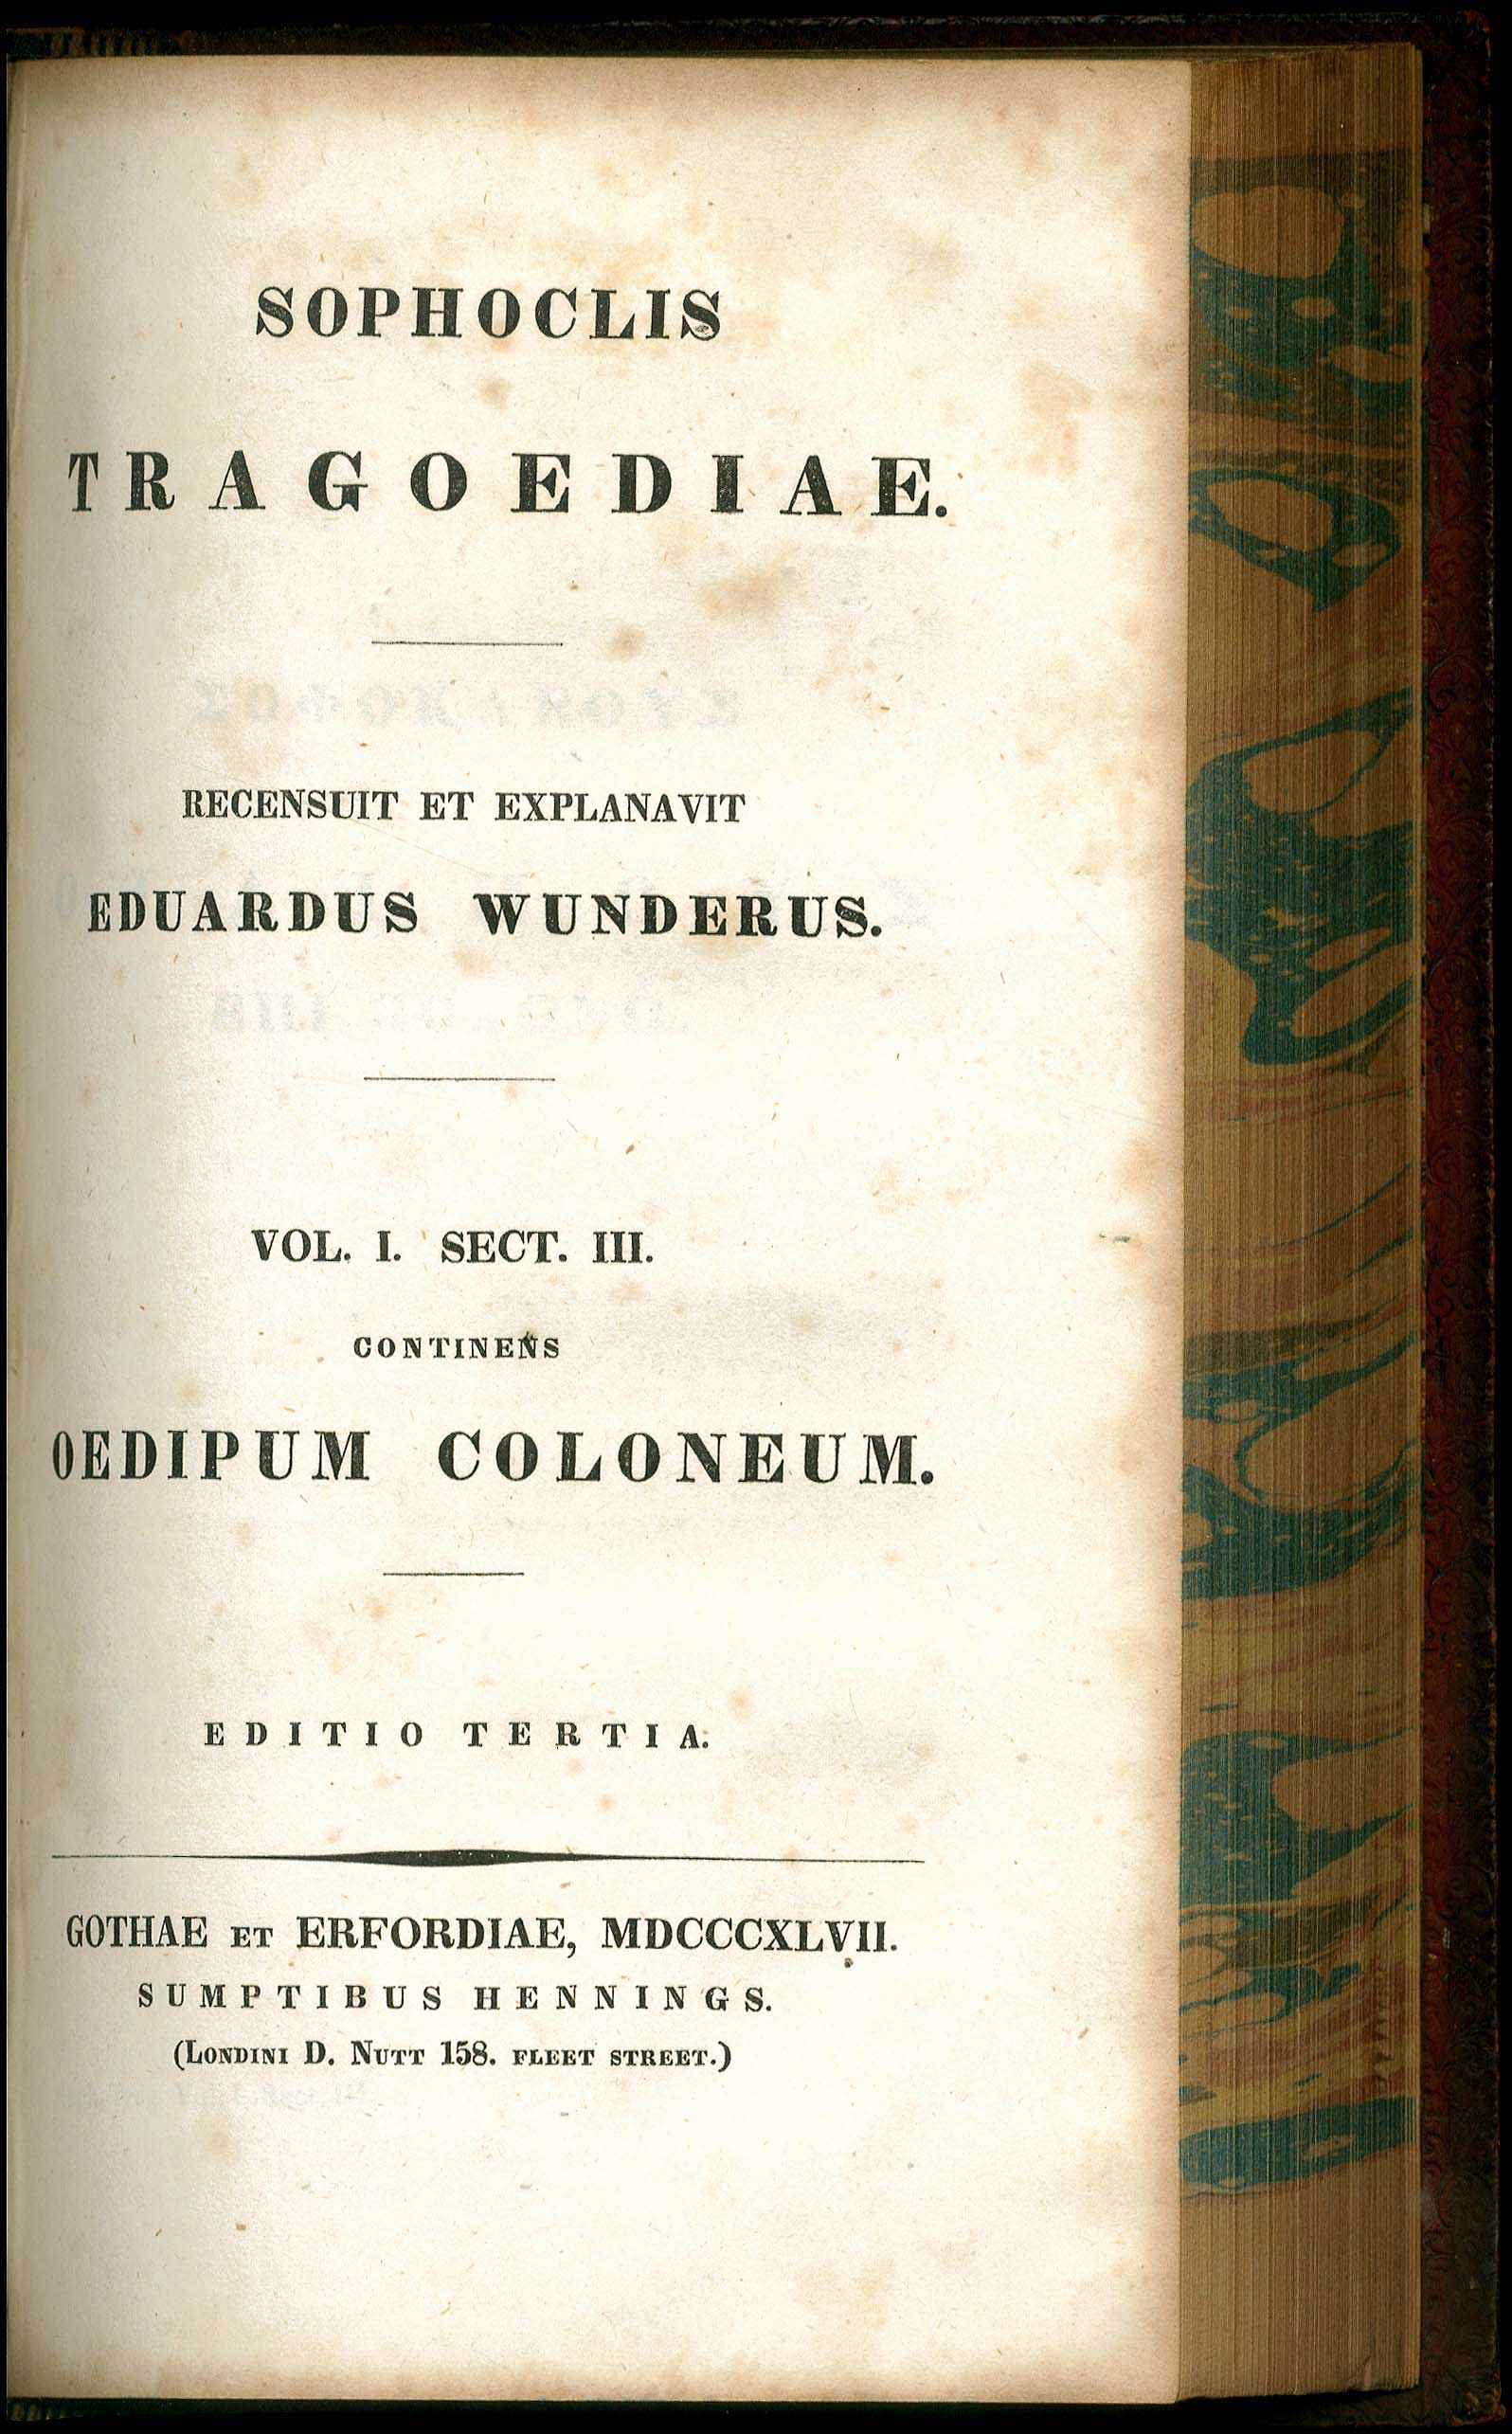 SOPHOCLIS
TRAGOEDIAE.
RECENSUIT ET EXPLANAVIT
EDUARDUS WUNDERUS.
VOL. I. SECT. III.
CONTINENS
OEDIPUM COLONEUM.
EDITIO TERTIA.
GOTHAE ET ERFORDIAE, MDCCCXLVII.
SUMPTIBUS HENNINGS.
(LONDINI D. NUTT 158. FLEET STREET.)